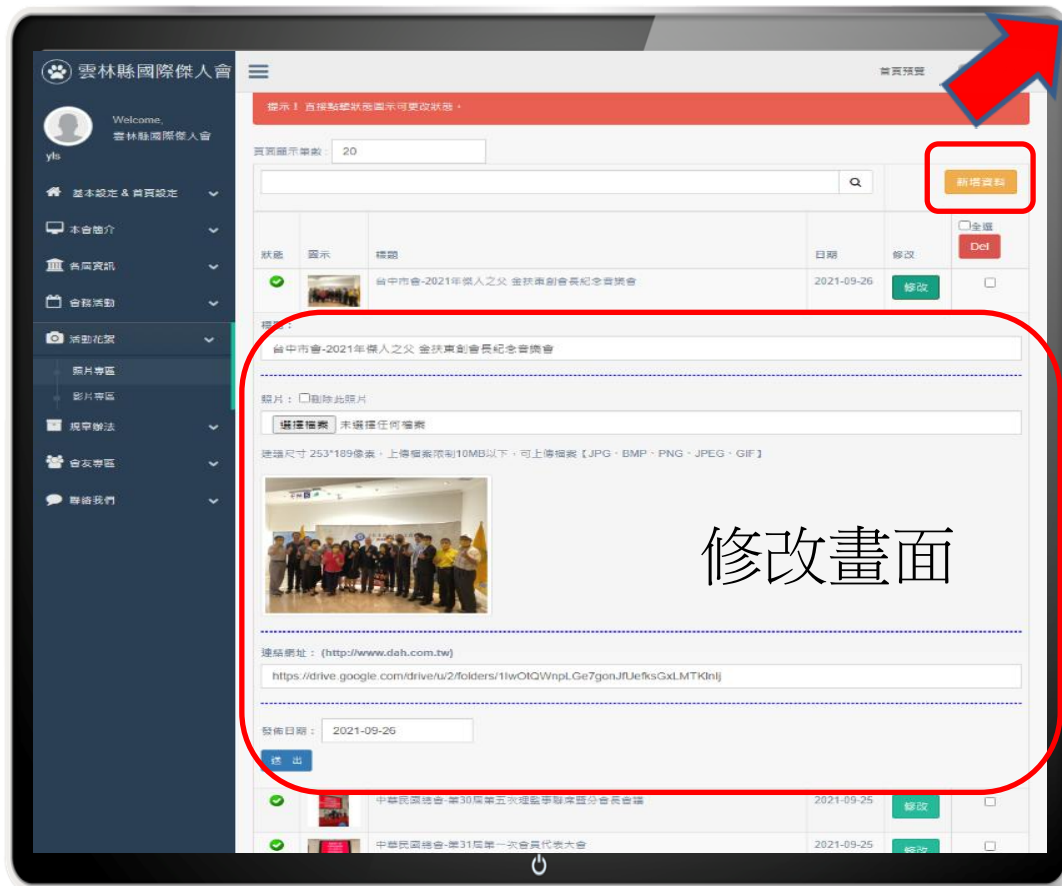 雲林縣國際傑人會
首頁預覽
Welcome,
雲林縣國際傑人會
yls
提示！ 直接點擊狀態圖示可更改狀態。
頁面顯示筆數: 20
基本設定 & 首頁設定
新增資料
本會簡介
全選
各屆資訊
狀態 圖示 標題 日期 修改 Del
會務活動
台中市會-2021年傑人之父 金扶東創會長紀念音樂會 2021-09-26 修改
活動花絮
標題：
台中市會-2021年傑人之父 金扶東創會長紀念音樂會
照片專區
影片專區
照片： 刪除此照片
規章辦法
選擇檔案 未選擇任何檔案
會友專區
建議尺寸 253*189像素，上傳檔案限制10MB以下，可上傳檔案【JPG、BMP、PNG、JPEG、GIF】
聯絡我們
修改畫面
連結網址： (http://www.dah.com.tw)
發佈日期： 2021-09-26
送 出
中華民國總會-第30屆第五次理監事聯席暨分會長會議 2021-09-25 修改
中華民國總會-第31屆第一次會員代表大會 2021-09-25 修改